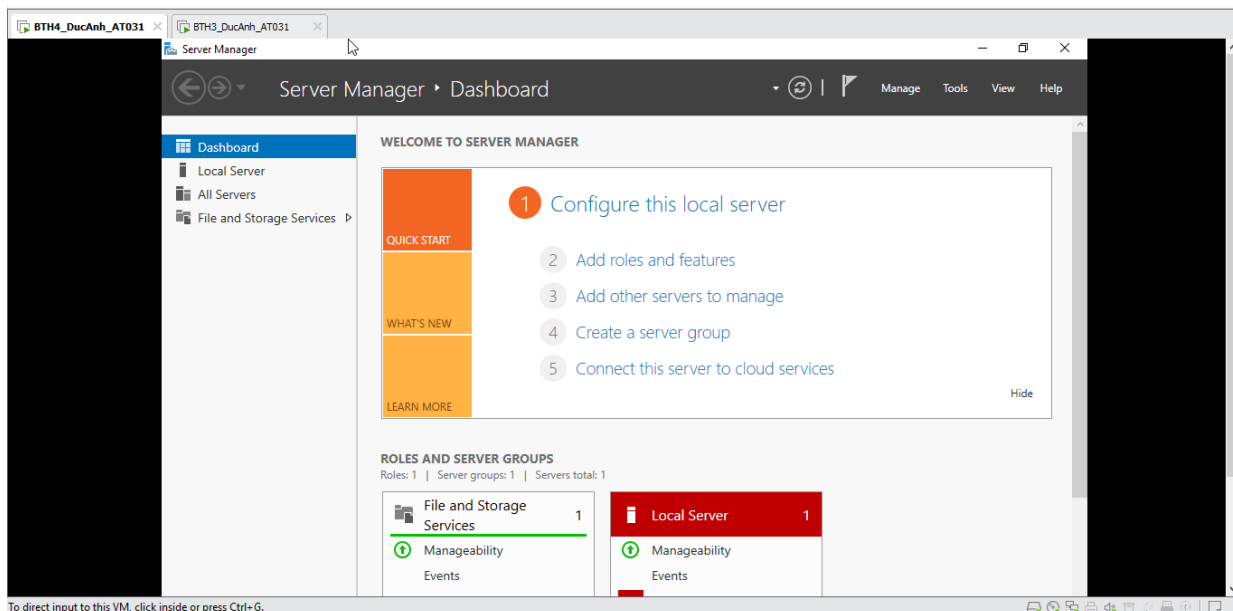 BTH4_DucAnh_AT031 BTH3_DucAnh_AT031
Server Manager
Server Manager Dashboard
Manage Tools View Help
Dashboard
Local Server
All Servers
File and Storage Services
WELCOME TO SERVER MANAGER
QUICK START
WHAT'S NEW
LEARN MORE
1 Configure this local server
2 Add roles and features
3 Add other servers to manage
4 Create a server group
5 Connect this server to cloud services
Hide
ROLES AND SERVER GROUPS
Roles: 1 | Server groups: 1 | Servers total: 1
File and Storage
Services 1
Manageability
Events
Local Server 1
Manageability
Events
To direct input to this VM, click inside or press Ctrl+G.